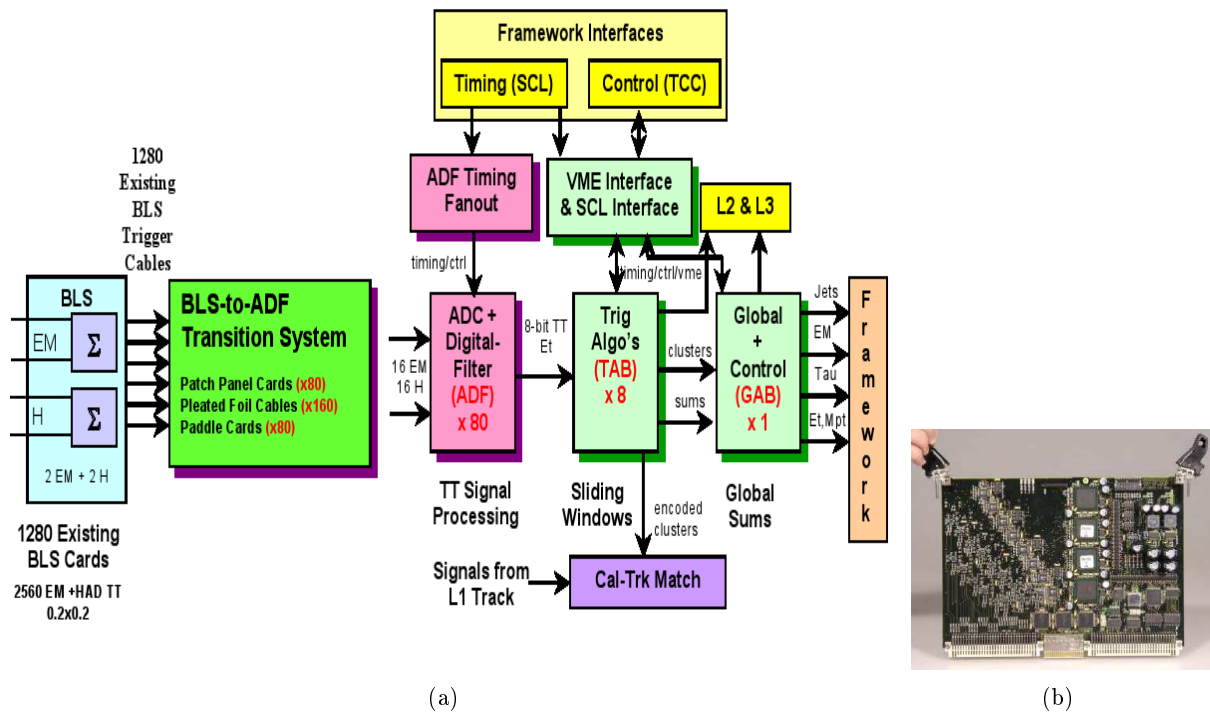 Framework Interfaces
Timing (SCL)
Control (TCC)
1280
Existing
BLS
Trigger
Cables
ADF Timing
Fanout
VME Interface
& SCL Interface
L2 & L3
timing/ctrl
timing/ctrl/vme
BLS
EM
Σ
H
Σ
2 EM + 2 H
BLS-to-ADF
Transition System
Patch Panel Cards (x80)
Pleated Foil Cables (x160)
Paddle Cards (x80)
16 EM
16 H
ADC +
Digital-
Filter
(ADF)
x 80
8-bit TT
Et
Trig
Algo's
(TAB)
x 8
clusters
sums
Global
+
Control
(GAB)
x 1
Jets
EM
Tau
Et,Mpt
Framework
1280 Existing
BLS Cards
2560 EM +HAD TT
0.2x0.2
TT Signal
Processing
Sliding
Windows
encoded
clusters
Global
Sums
Signals from
L1 Track
Cal-Trk Match
(a)
(b)